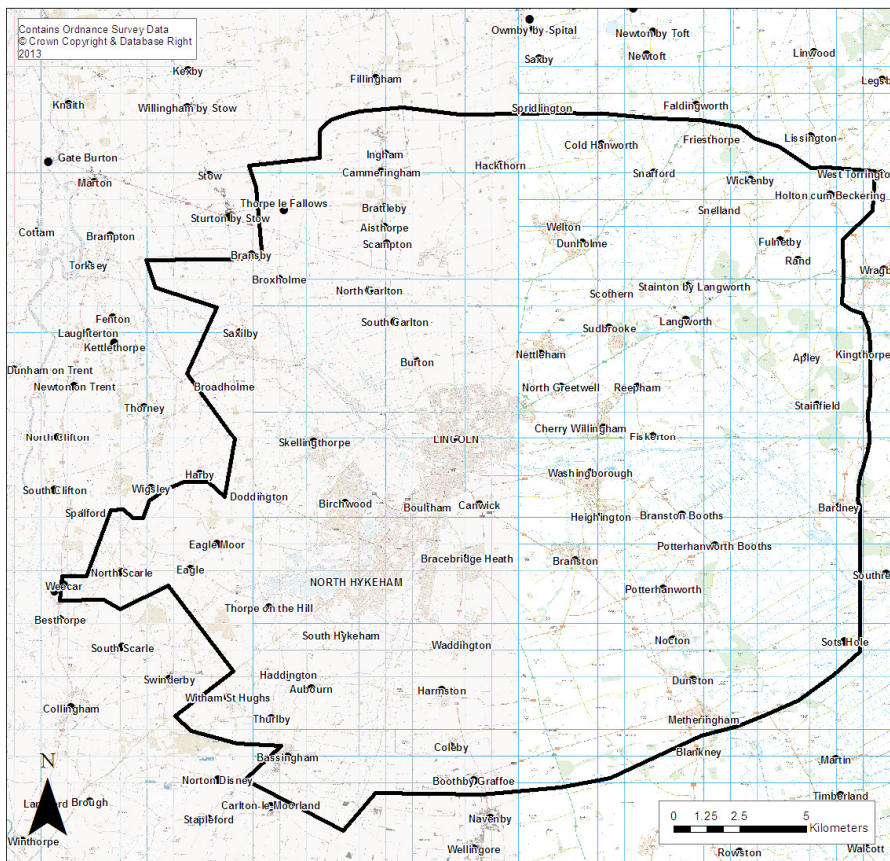 Contains Ordnance Survey Data
© Crown Copyright & Database Right
2013
Ownby by-Spital
Newton by Toft
Saxby
Newtoft
Linwood
Kexby
Fillingham
Legsb
Knaith
Willingham by Stow
Spridlington
Faldingworth
Friesthorpe
Lissington
Cold Hanworth
Gate Burton
Ingham
Hackthorn
Stow
Cammeringham
Snafford
Wickenby
West Torrington
Marton
Holton cum Beckering
Thorpe le Fallows
Brattleby
Snelland
Sturton by Stow
Aisthorpe
Welton
Cottam
Brampton
Scampton
Dunholme
Fulnetby
Bransby
Rand
Torksey
Wragb
Broxholme
North Carlton
Stainton by Langworth
Scothern
Fenton
South Carlton
Langworth
Laughterton
Saxilby
Sudbrooke
Kettlethorpe
Nettleham
Apley
Kingthorpe
Burton
Dunham on Trent
Newton on Trent
Broadholme
North Greetwell
Reepham
Thorney
Stainfield
Cherry Willingham
North Clifton
Skellingthorpe
LINCOLN
Fiskerton
Harby
Washingborough
South Clifton
Wigsley
Doddington
Birchwood
Boultham
Canwick
Bardney
Spalford
Heighington
Branston Booths
Eagle Moor
Potterhanworth Booths
Bracebridge Heath
Branston
North Scarle
Eagle
Southre
Weecar
NORTH HYKEHAM
Potterhanworth
Besthorpe
Thorpe on the Hill
South Hykeham
Waddington
Nocton
Sots Hole
South Scarle
Haddington
Swinderby
Aubourn
Harmston
Dunston
Witham St Hughs
Collingham
Thurlby
Metheringham
N
Bassingham
Coleby
Blankney
Martin
Norton Disney
Boothby Graffoe
Brough
Carlton-le-Moorland
Timberland
Stapleford
Navenby
0 1.25 2.5 5
Kilometers
Winthorpe
Wellingore
Rowston
Walcott